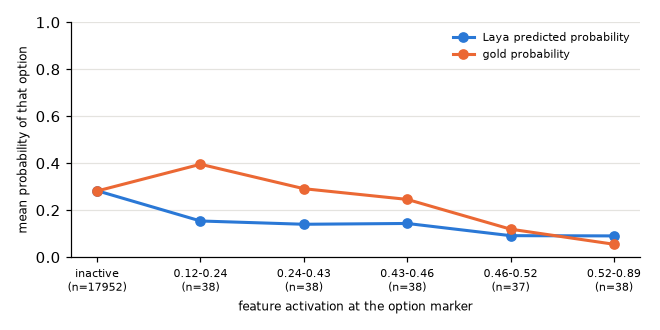 1.0
0.8
0.6
0.4
0.2
0.0
mean probability of that option
Laya predicted probability
gold probability
inactive
(n=17952)
0.12-0.24
(n=38)
0.24-0.43
(n=38)
0.43-0.46
(n=38)
0.46-0.52
(n=37)
0.52-0.89
(n=38)
feature activation at the option marker